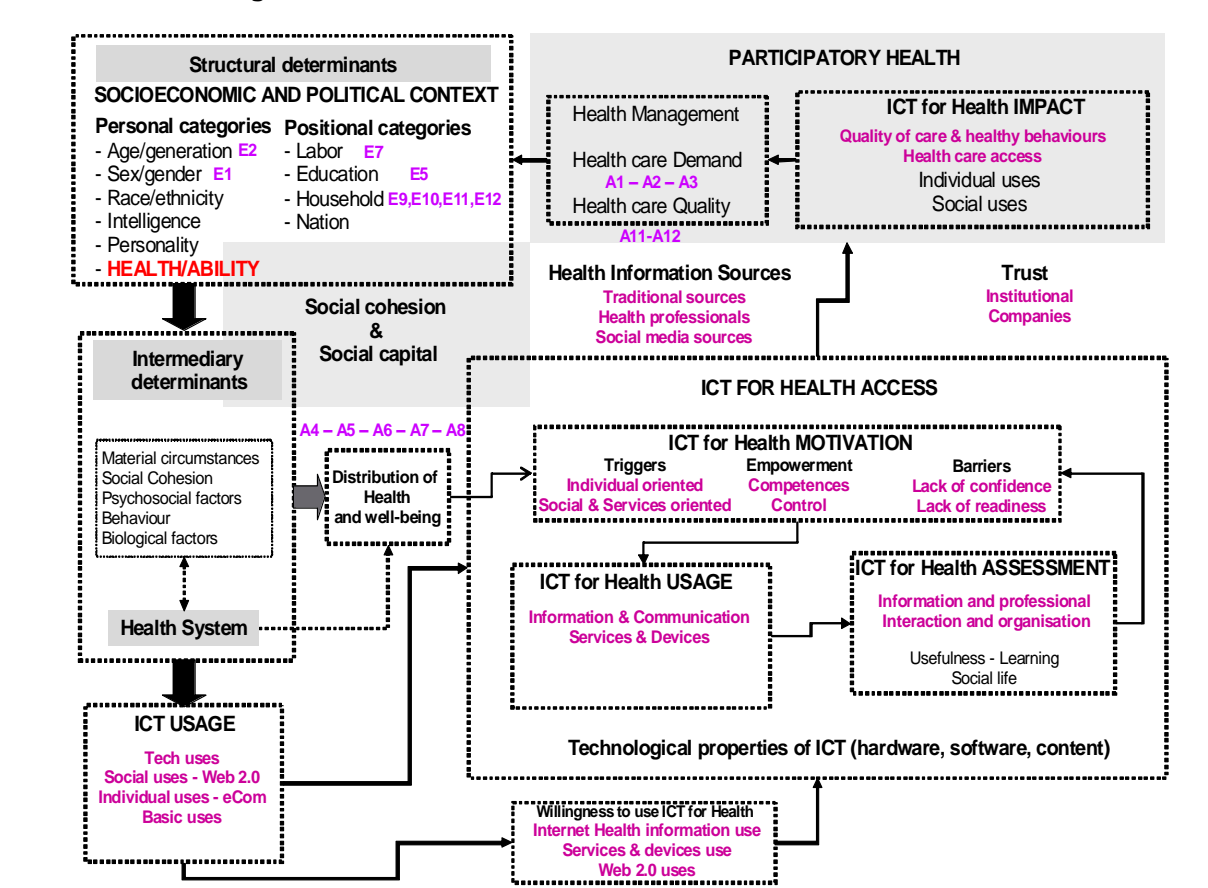 Structural determinants
SOCIOECONOMIC AND POLITICAL CONTEXT
Personal categories
- Age/generation E2
- Sex/gender E1
- Race/ethnicity
- Intelligence
- Personality
- HEALTH/ABILITY
Positional categories
- Labor E7
- Education E5
- Household E9,E10,E11,E12
- Nation
PARTICIPATORY HEALTH
Health Management
Health care Demand
A1 – A2 – A3
Health care Quality
A11-A12
ICT for Health IMPACT
Quality of care & healthy behaviours
Health care access
Individual uses
Social uses
Social cohesion
&
Social capital
Health Information Sources
Traditional sources
Health professionals
Social media sources
Trust
Institutional
Companies
Intermediary
determinants
Material circumstances
Social Cohesion
Psychosocial factors
Behaviour
Biological factors
Health System
A4 – A5 – A6 – A7 – A8
Distribution of
Health
and well-being
ICT FOR HEALTH ACCESS
ICT for Health MOTIVATION
Triggers
Individual oriented
Social & Services oriented
Empowerment
Competences
Control
Barriers
Lack of confidence
Lack of readiness
ICT for Health USAGE
Information & Communication
Services & Devices
ICT for Health ASSESSMENT
Information and professional
Interaction and organisation
Usefulness - Learning
Social life
Technological properties of ICT (hardware, software, content)
ICT USAGE
Tech uses
Social uses - Web 2.0
Individual uses - eCom
Basic uses
Willingness to use ICT for Health
Internet Health information use
Services & devices use
Web 2.0 uses